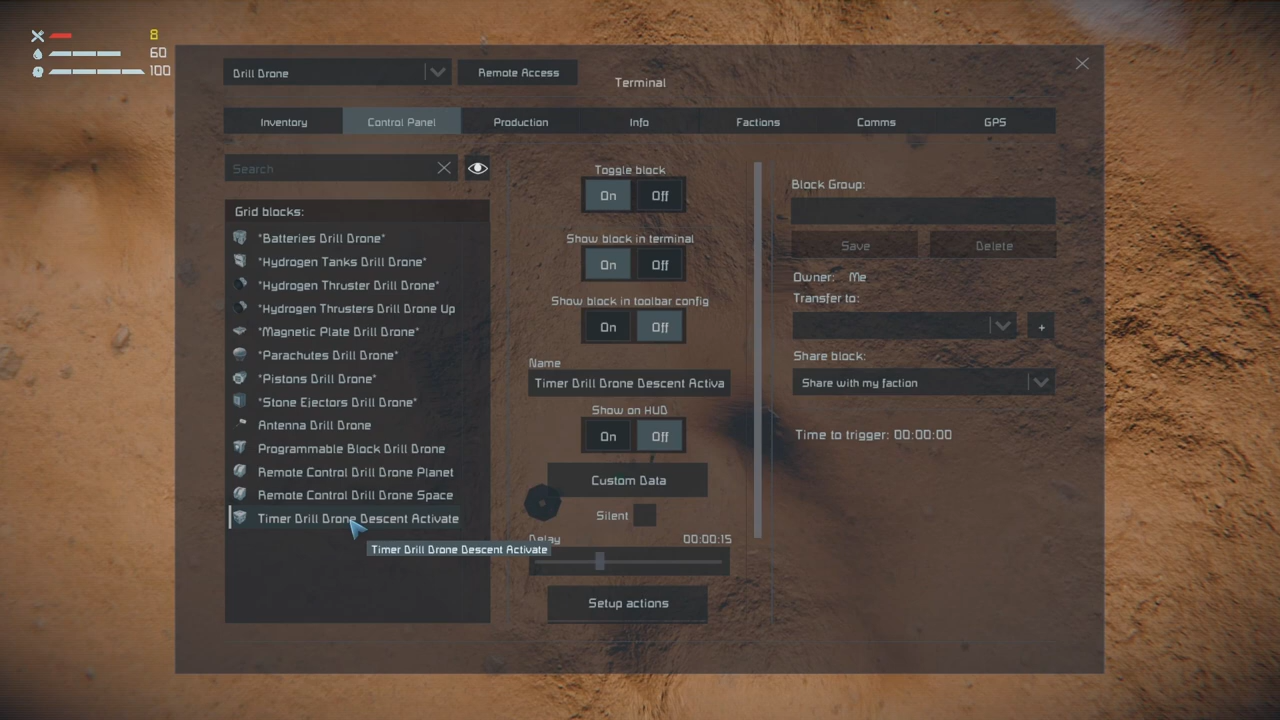 8
60
100
Drill Drone
Remote Access
Terminal
Inventory
Control Panel
Production
Info
Factions
Comms
GPS
Search
Grid blocks:
*Batteries Drill Drone*
*Hydrogen Tanks Drill Drone*
*Hydrogen Thruster Drill Drone*
*Hydrogen Thrusters Drill Drone Up
*Magnetic Plate Drill Drone*
*Parachutes Drill Drone*
*Pistons Drill Drone*
*Stone Ejectors Drill Drone*
Antenna Drill Drone
Programmable Block Drill Drone
Remote Control Drill Drone Planet
Remote Control Drill Drone Space
Timer Drill Drone Descent Activate
Timer Drill Drone Descent Activate
Toggle block
On Off
Show block in terminal
On Off
Show block in toolbar config
On Off
Name
Timer Drill Drone Descent Activa
Show on HUD
On Off
Custom Data
Silent
Delay 00:00:15
Setup actions
Block Group:
Save Delete
Owner: Me
Transfer to:
+
Share block:
Share with my faction
Time to trigger: 00:00:00